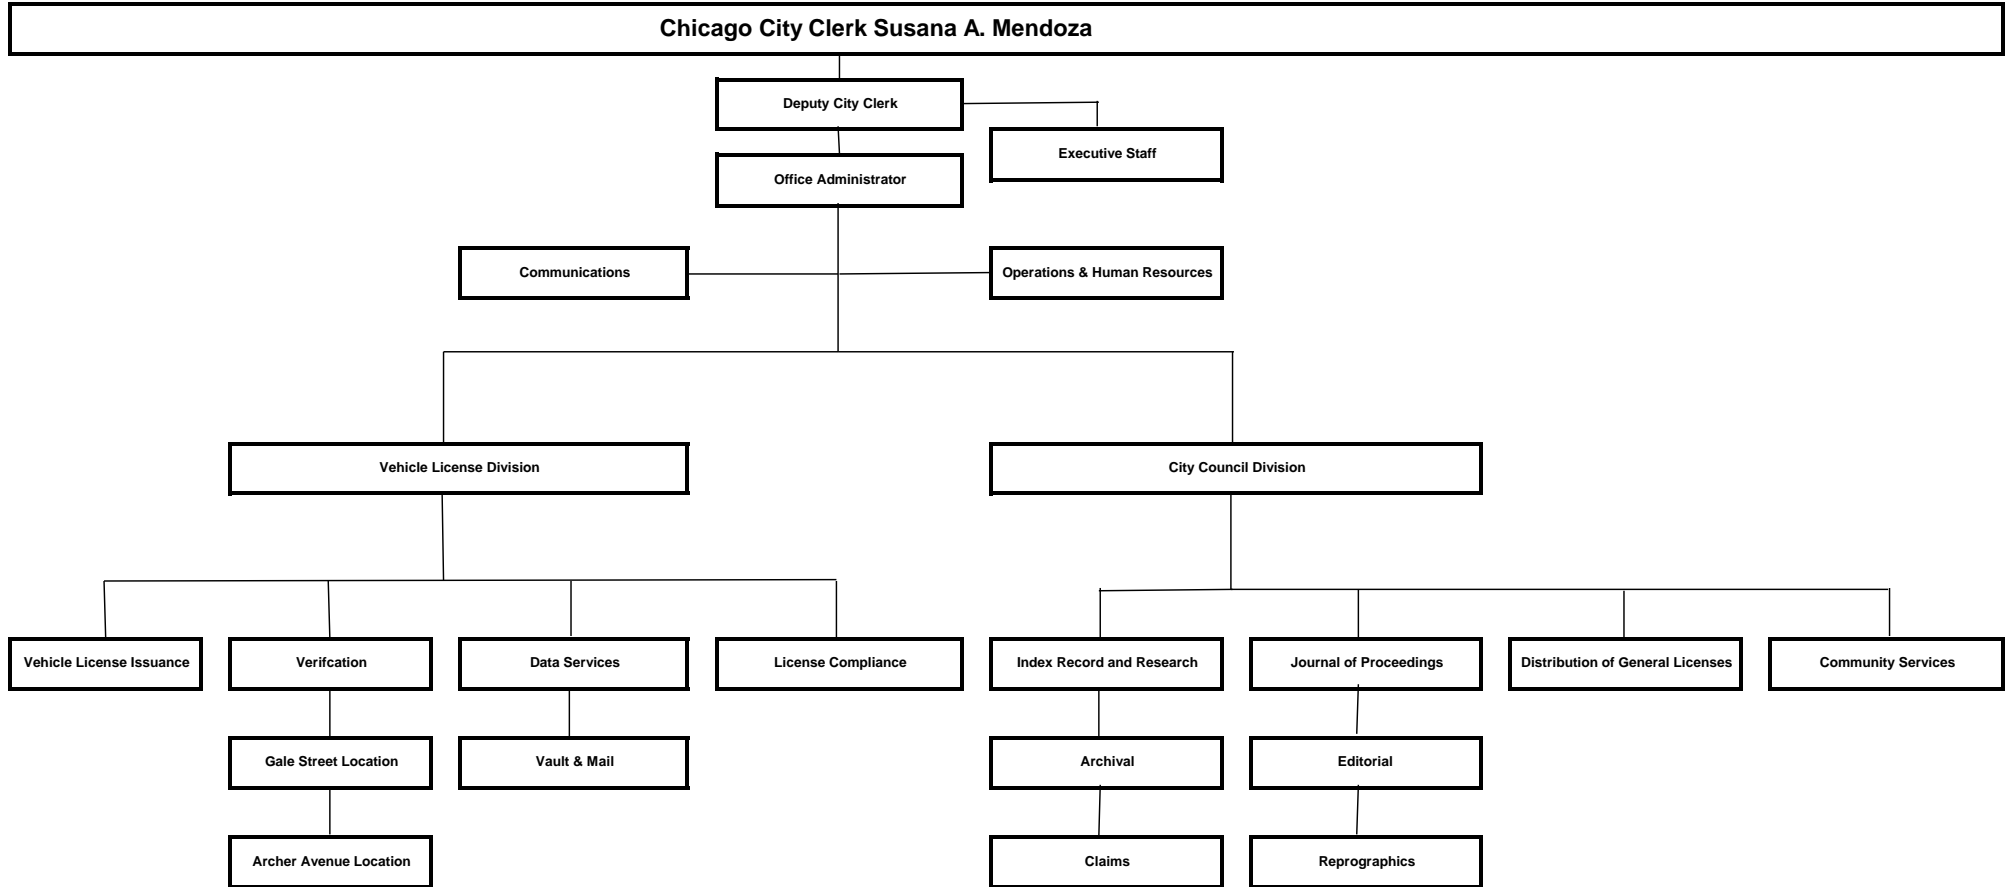 Chicago City Clerk Susana A. Mendoza
Deputy City Clerk
Executive Staff
Office Administrator
Communications
Operations & Human Resources
Vehicle License Division
City Council Division
Vehicle License Issuance
Verifcation
Data Services
License Compliance
Index Record and Research
Journal of Proceedings
Distribution of General Licenses
Community Services
Gale Street Location
Vault & Mail
Archival
Editorial
Archer Avenue Location
Claims
Reprographics